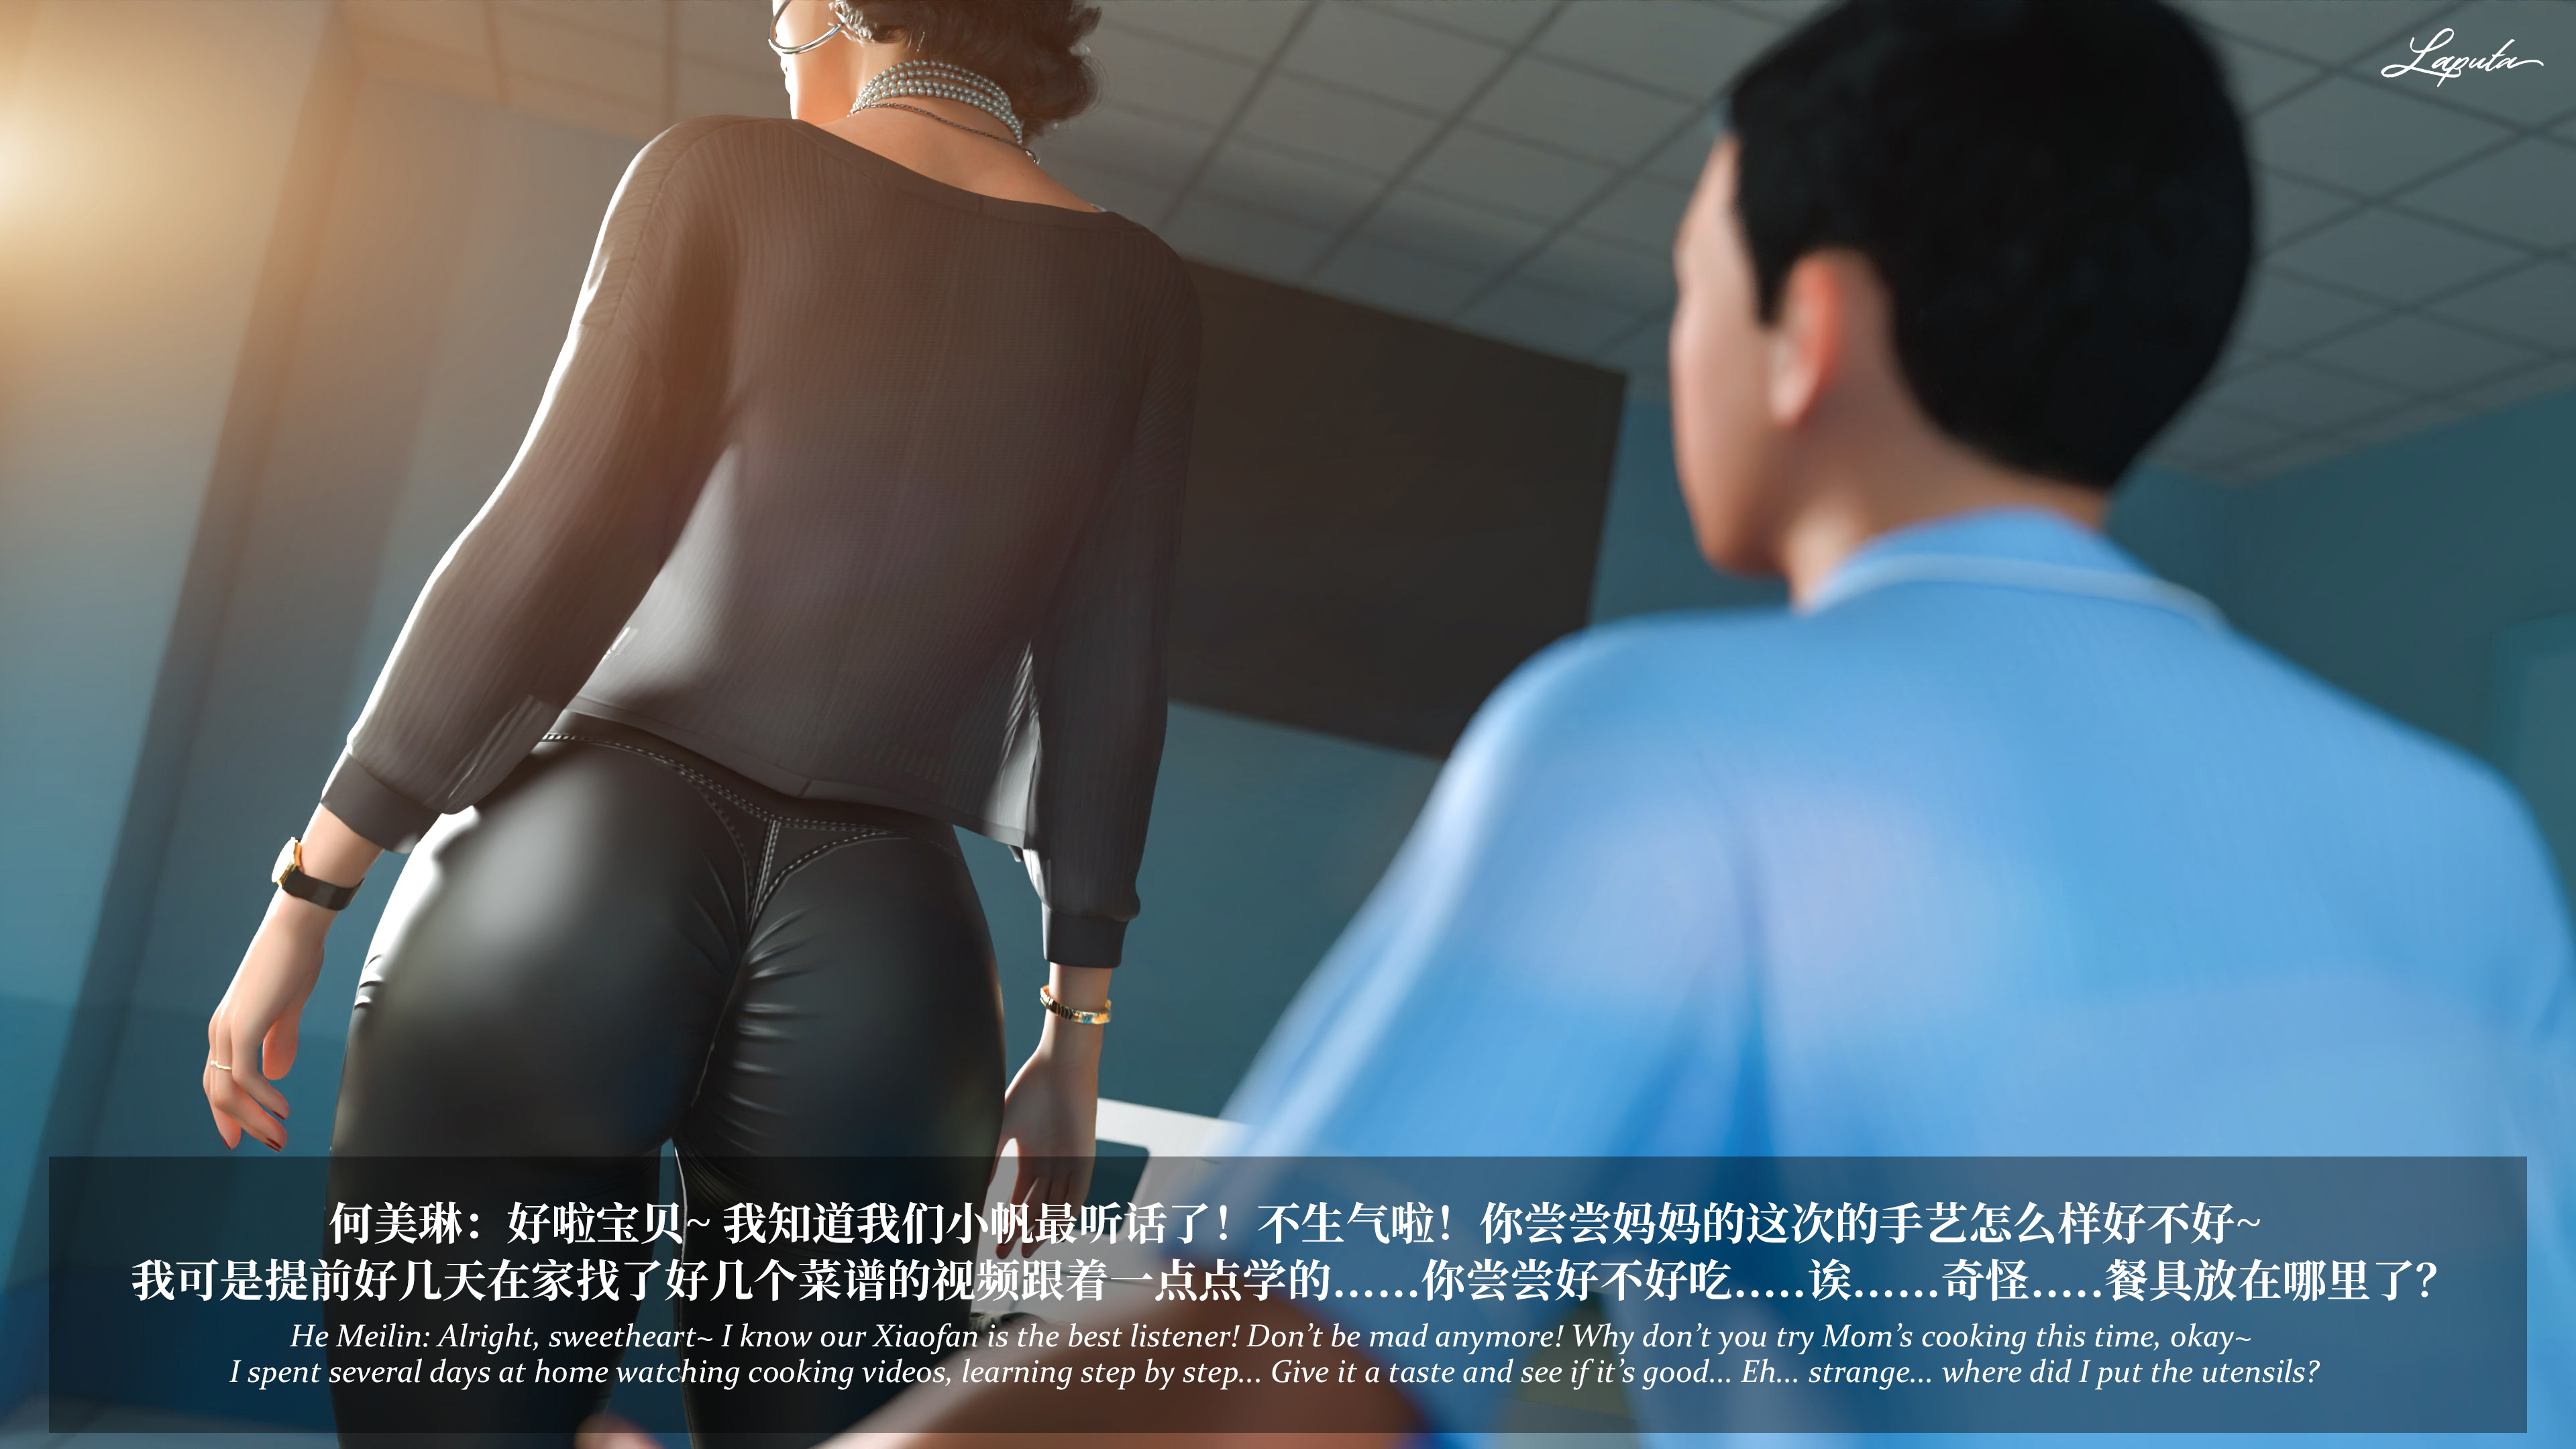 Laputa
何美琳：好啦宝贝~ 我知道我们小帆最听话了！不生气啦！你尝尝妈妈的这次的手艺怎么样好不好~
我可是提前好几天在家找了好几个菜谱的视频跟着一点点学的......你尝尝好不好吃.....诶......奇怪.....餐具放在哪里了?
He Meilin: Alright, sweetheart~ I know our Xiaofan is the best listener! Don’t be mad anymore! Why don’t you try Mom’s cooking this time, okay~
I spent several days at home watching cooking videos, learning step by step... Give it a taste and see if it’s good... Eh... strange... where did I put the utensils?